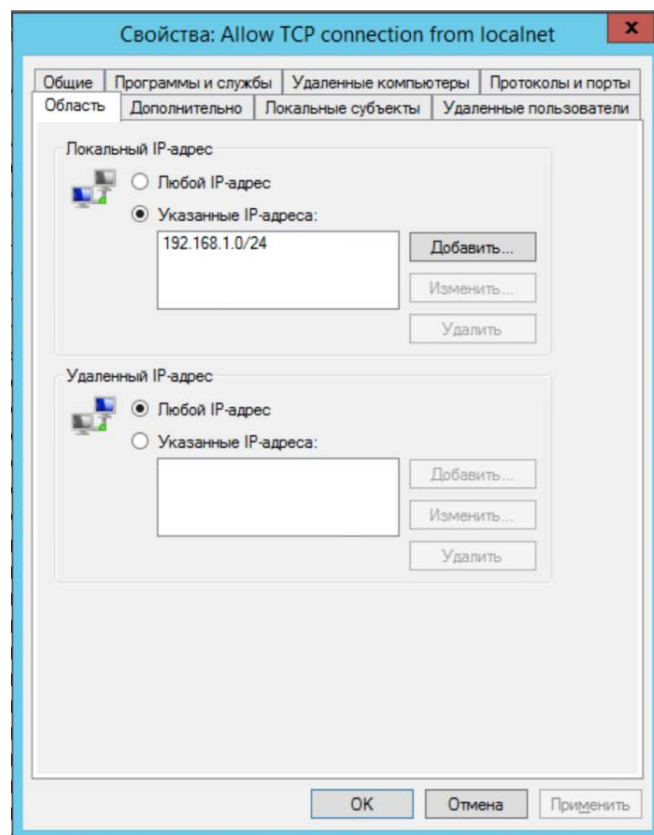 Свойства: Allow TCP connection from localnet
x
Общие Программы и службы Удаленные компьютеры Протоколы и порты
Область Дополнительно Локальные субъекты Удаленные пользователи
Локальный IP-адрес
Любой IP-адрес
Указанные IP-адреса:
192.168.1.0/24
Добавить...
Изменить...
Удалить
Удаленный IP-адрес
Любой IP-адрес
Указанные IP-адреса:
Добавить...
Изменить...
Удалить
OK Отмена Применить